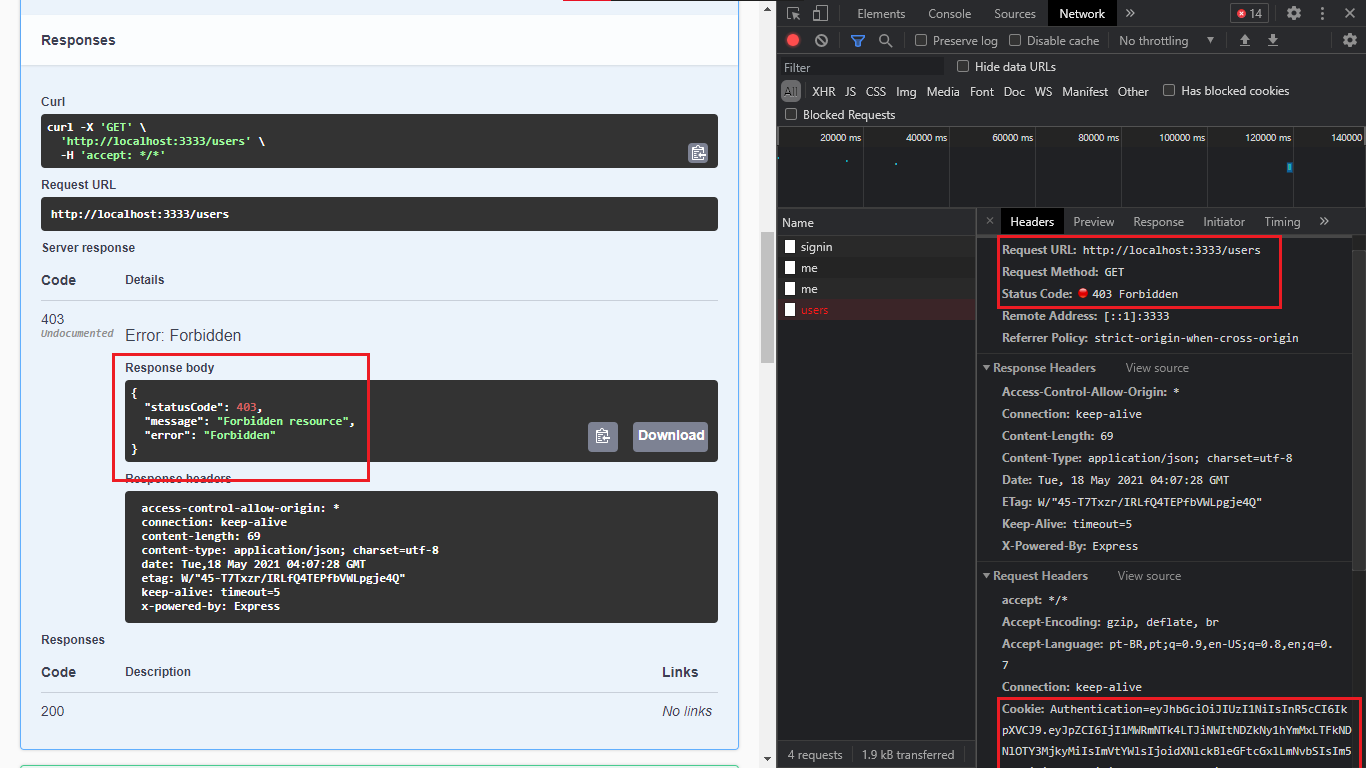 Responses
Curl
curl -X 'GET' \
'http://localhost:3333/users' \
-H 'accept: */*'
Request URL
http://localhost:3333/users
Server response
Code Details
403
Undocumented
Error: Forbidden
Response body
{
"statusCode": 403,
"message": "Forbidden resource",
"error": "Forbidden"
}
Download
Response headers
access-control-allow-origin: *
connection: keep-alive
content-length: 69
content-type: application/json; charset=utf-8
date: Tue,18 May 2021 04:07:28 GMT
etag: W/"45-T7Txzr/IRLfQ4TEPfbVWLpgje4Q"
keep-alive: timeout=5
x-powered-by: Express
Responses
Code Description Links
200 No links
Elements Console Sources Network » 14
Preserve log Disable cache No throttling
Filter Hide data URLs
All XHR JS CSS Img Media Font Doc WS Manifest Other Has blocked cookies
Blocked Requests
20000 ms 40000 ms 60000 ms 80000 ms 100000 ms 120000 ms 140000
Name
signin
me
me
users
4 requests 1.9 kB transferred
× Headers Preview Response Initiator Timing »
Request URL: http://localhost:3333/users
Request Method: GET
Status Code: 403 Forbidden
Remote Address: [::1]:3333
Referrer Policy: strict-origin-when-cross-origin
Response Headers View source
Access-Control-Allow-Origin: *
Connection: keep-alive
Content-Length: 69
Content-Type: application/json; charset=utf-8
Date: Tue, 18 May 2021 04:07:28 GMT
ETag: W/"45-T7Txzr/IRLfQ4TEPfbVWLpgje4Q"
Keep-Alive: timeout=5
X-Powered-By: Express
Request Headers View source
accept: */*
Accept-Encoding: gzip, deflate, br
Accept-Language: pt-BR,pt;q=0.9,en-US;q=0.8,en;q=0.
7
Connection: keep-alive
Cookie: Authentication=eyJhbGciOiJIUzI1NiIsInR5cCI6Ik
pXVCJ9.eyJpZCI6IjI1MWRmNTk4LTJiNWItNDZkNy1hYmMxLTFkND
NlOTY3MjkyMiIsImVtYWlsIjoidXNlckBleGFtcGxlLmNvbSIsIm5